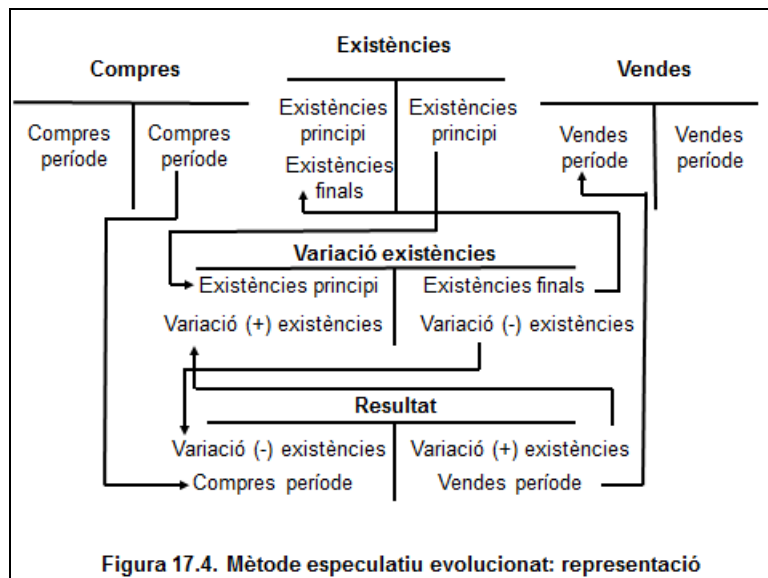 Existències
Compres
Vendes
Existències principi
Existències principi
Compres període
Compres període
Vendes període
Vendes període
Existències finals
Variació existències
Existències principi
Existències finals
Variació (+) existències
Variació (-) existències
Resultat
Variació (-) existències
Variació (+) existències
Compres període
Vendes període
Figura 17.4. Mètode especulatiu evolucionat: representació